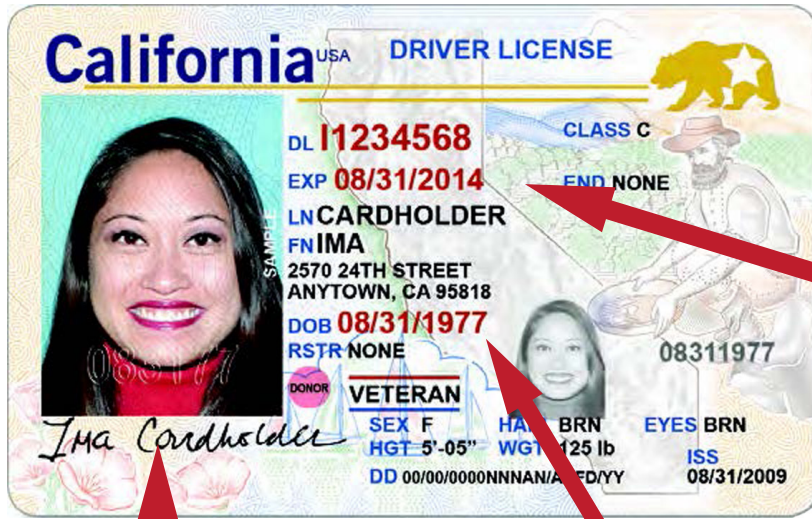 California USA DRIVER LICENSE
DL I1234568 CLASS C
EXP 08/31/2014 END NONE
LN CARDHOLDER
FN IMA
2570 24TH STREET
ANYTOWN, CA 95818
DOB 08/31/1977
RSTR NONE
SAMPLE
083177
08311977
DONOR
VETERAN
Ima Cardholder
SEX F HAIR BRN EYES BRN
HGT 5'-05" WGT 125 lb ISS
DD 00/00/0000NNNAN/ FD/YY 08/31/2009